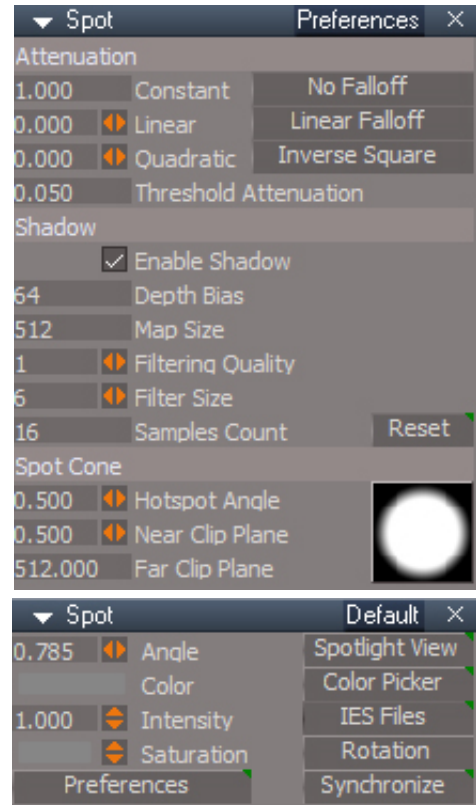 Spot Preferences ×
Attenuation
1.000 Constant No Falloff
0.000 Linear Linear Falloff
0.000 Quadratic Inverse Square
0.050 Threshold Attenuation
Shadow
Enable Shadow
64 Depth Bias
512 Map Size
1 Filtering Quality
6 Filter Size
16 Samples Count Reset
Spot Cone
0.500 Hotspot Angle
0.500 Near Clip Plane
512.000 Far Clip Plane
Spot Default ×
0.785 Angle Spotlight View
Color Color Picker
1.000 Intensity IES Files
Saturation Rotation
Preferences Synchronize